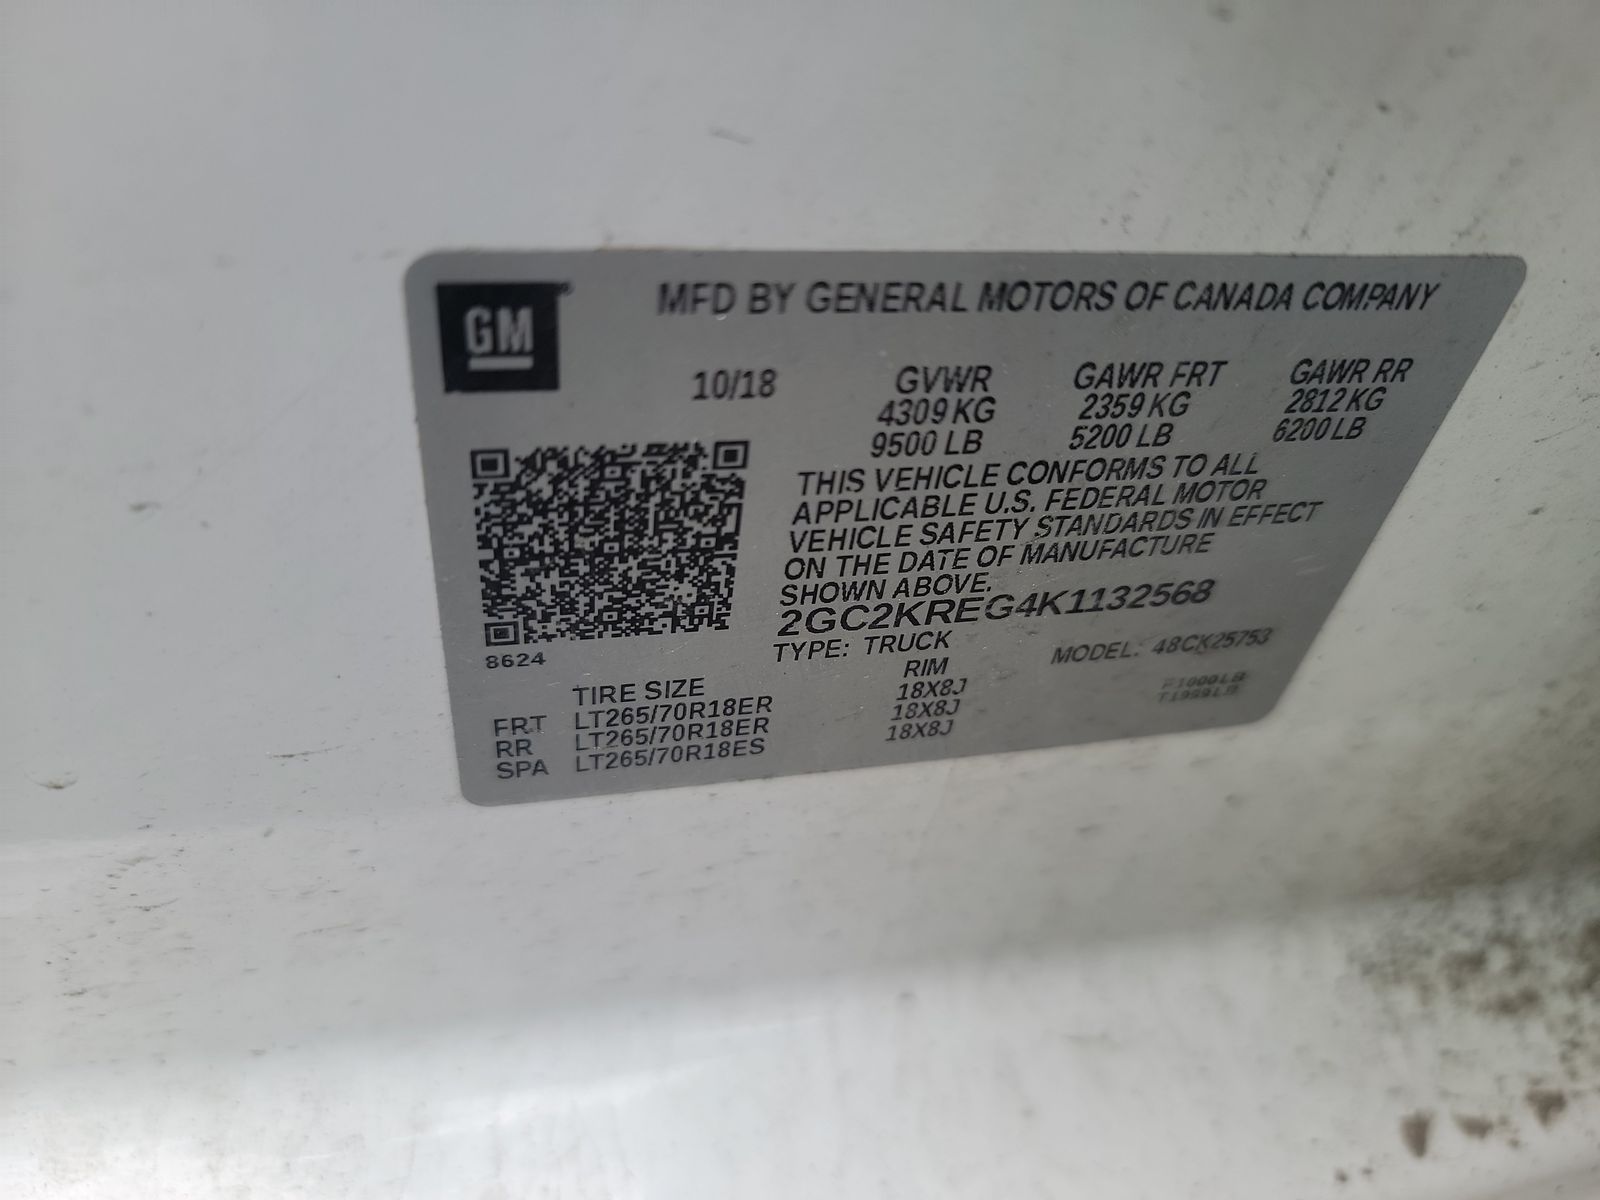 GM
MFD BY GENERAL MOTORS OF CANADA COMPANY
10/18
GVWR GAWR FRT GAWR RR
4309 KG 2359 KG 2812 KG
9500 LB 5200 LB 6200 LB
THIS VEHICLE CONFORMS TO ALL
APPLICABLE U.S. FEDERAL MOTOR
VEHICLE SAFETY STANDARDS IN EFFECT
ON THE DATE OF MANUFACTURE
SHOWN ABOVE.
2GC2KREG4K1132568
8624
TYPE: TRUCK MODEL: 48CK25753
TIRE SIZE RIM
FRT LT265/70R18ER 18X8J
RR LT265/70R18ER 18X8J
SPA LT265/70R18ES 18X8J